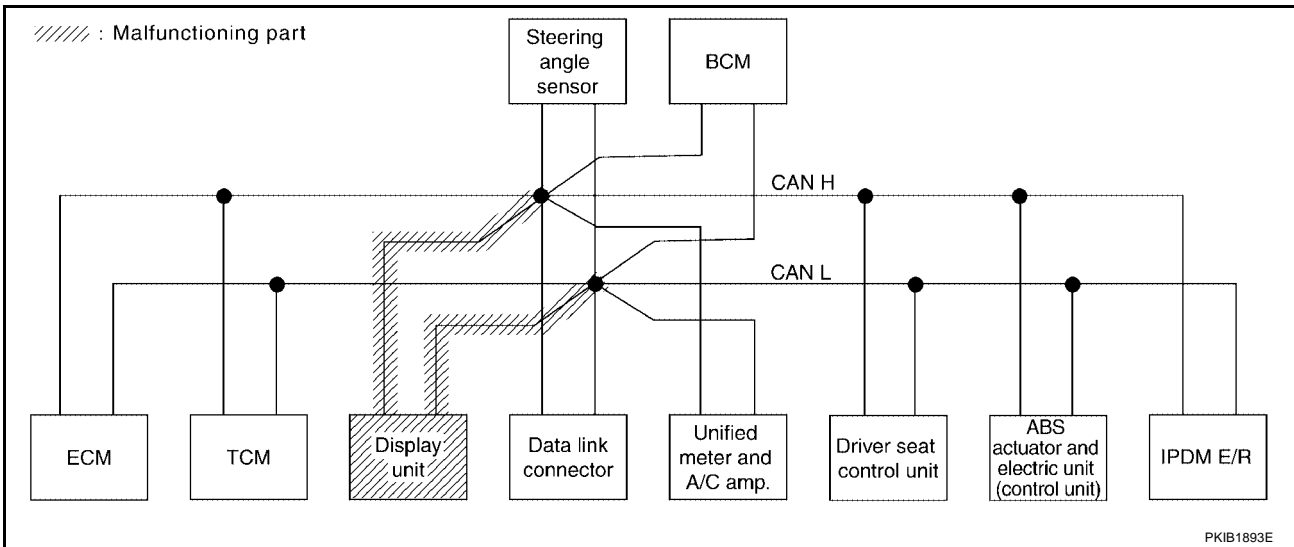 : Malfunctioning part
Steering
angle
sensor
BCM
CAN H
CAN L
ECM
TCM
Display
unit
Data link
connector
Unified
meter and
A/C amp.
Driver seat
control unit
ABS
actuator and
electric unit
(control unit)
IPDM E/R
PKIB1893E